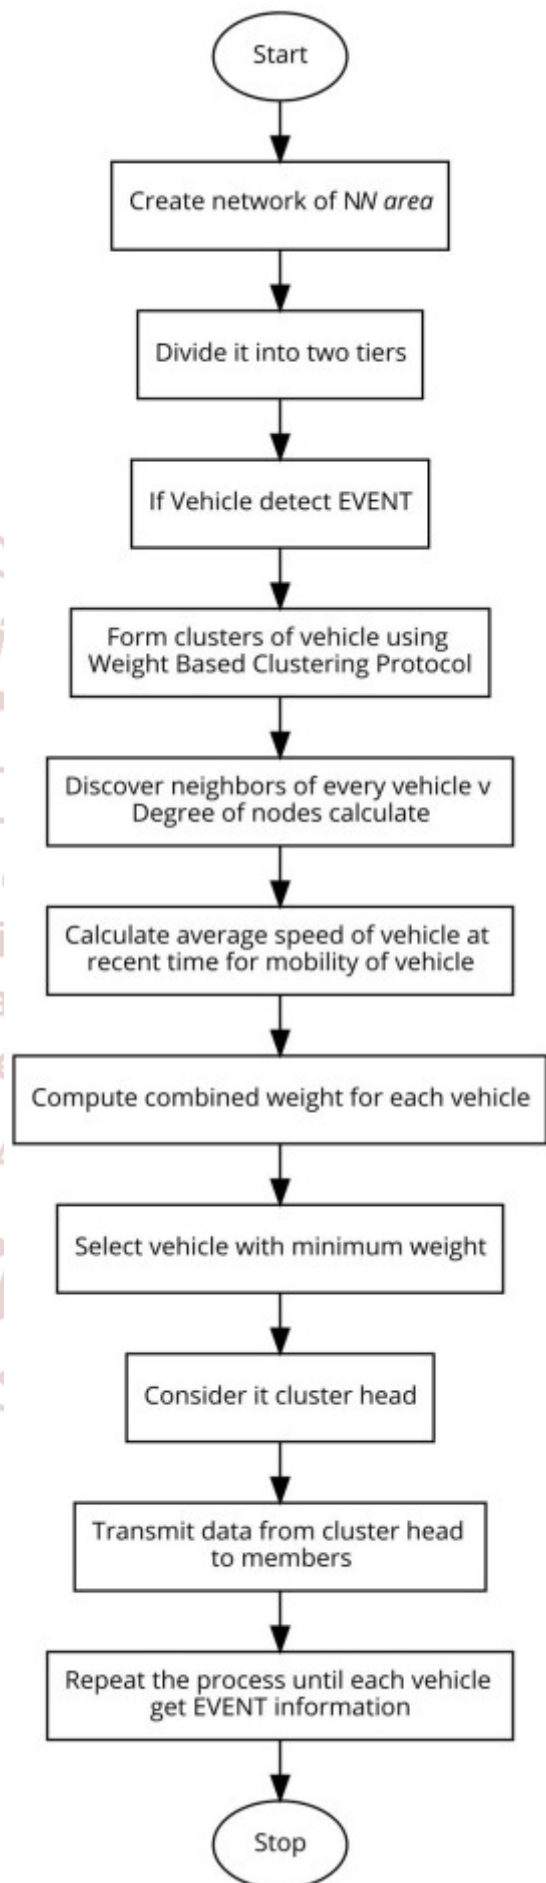 Start
Create network of NN area
Divide it into two tiers
If Vehicle detect EVENT
Form clusters of vehicle using
Weight Based Clustering Protocol
Discover neighbors of every vehicle v
Degree of nodes calculate
Calculate average speed of vehicle at
recent time for mobility of vehicle
Compute combined weight for each vehicle
Select vehicle with minimum weight
Consider it cluster head
Transmit data from cluster head
to members
Repeat the process until each vehicle
get EVENT information
Stop